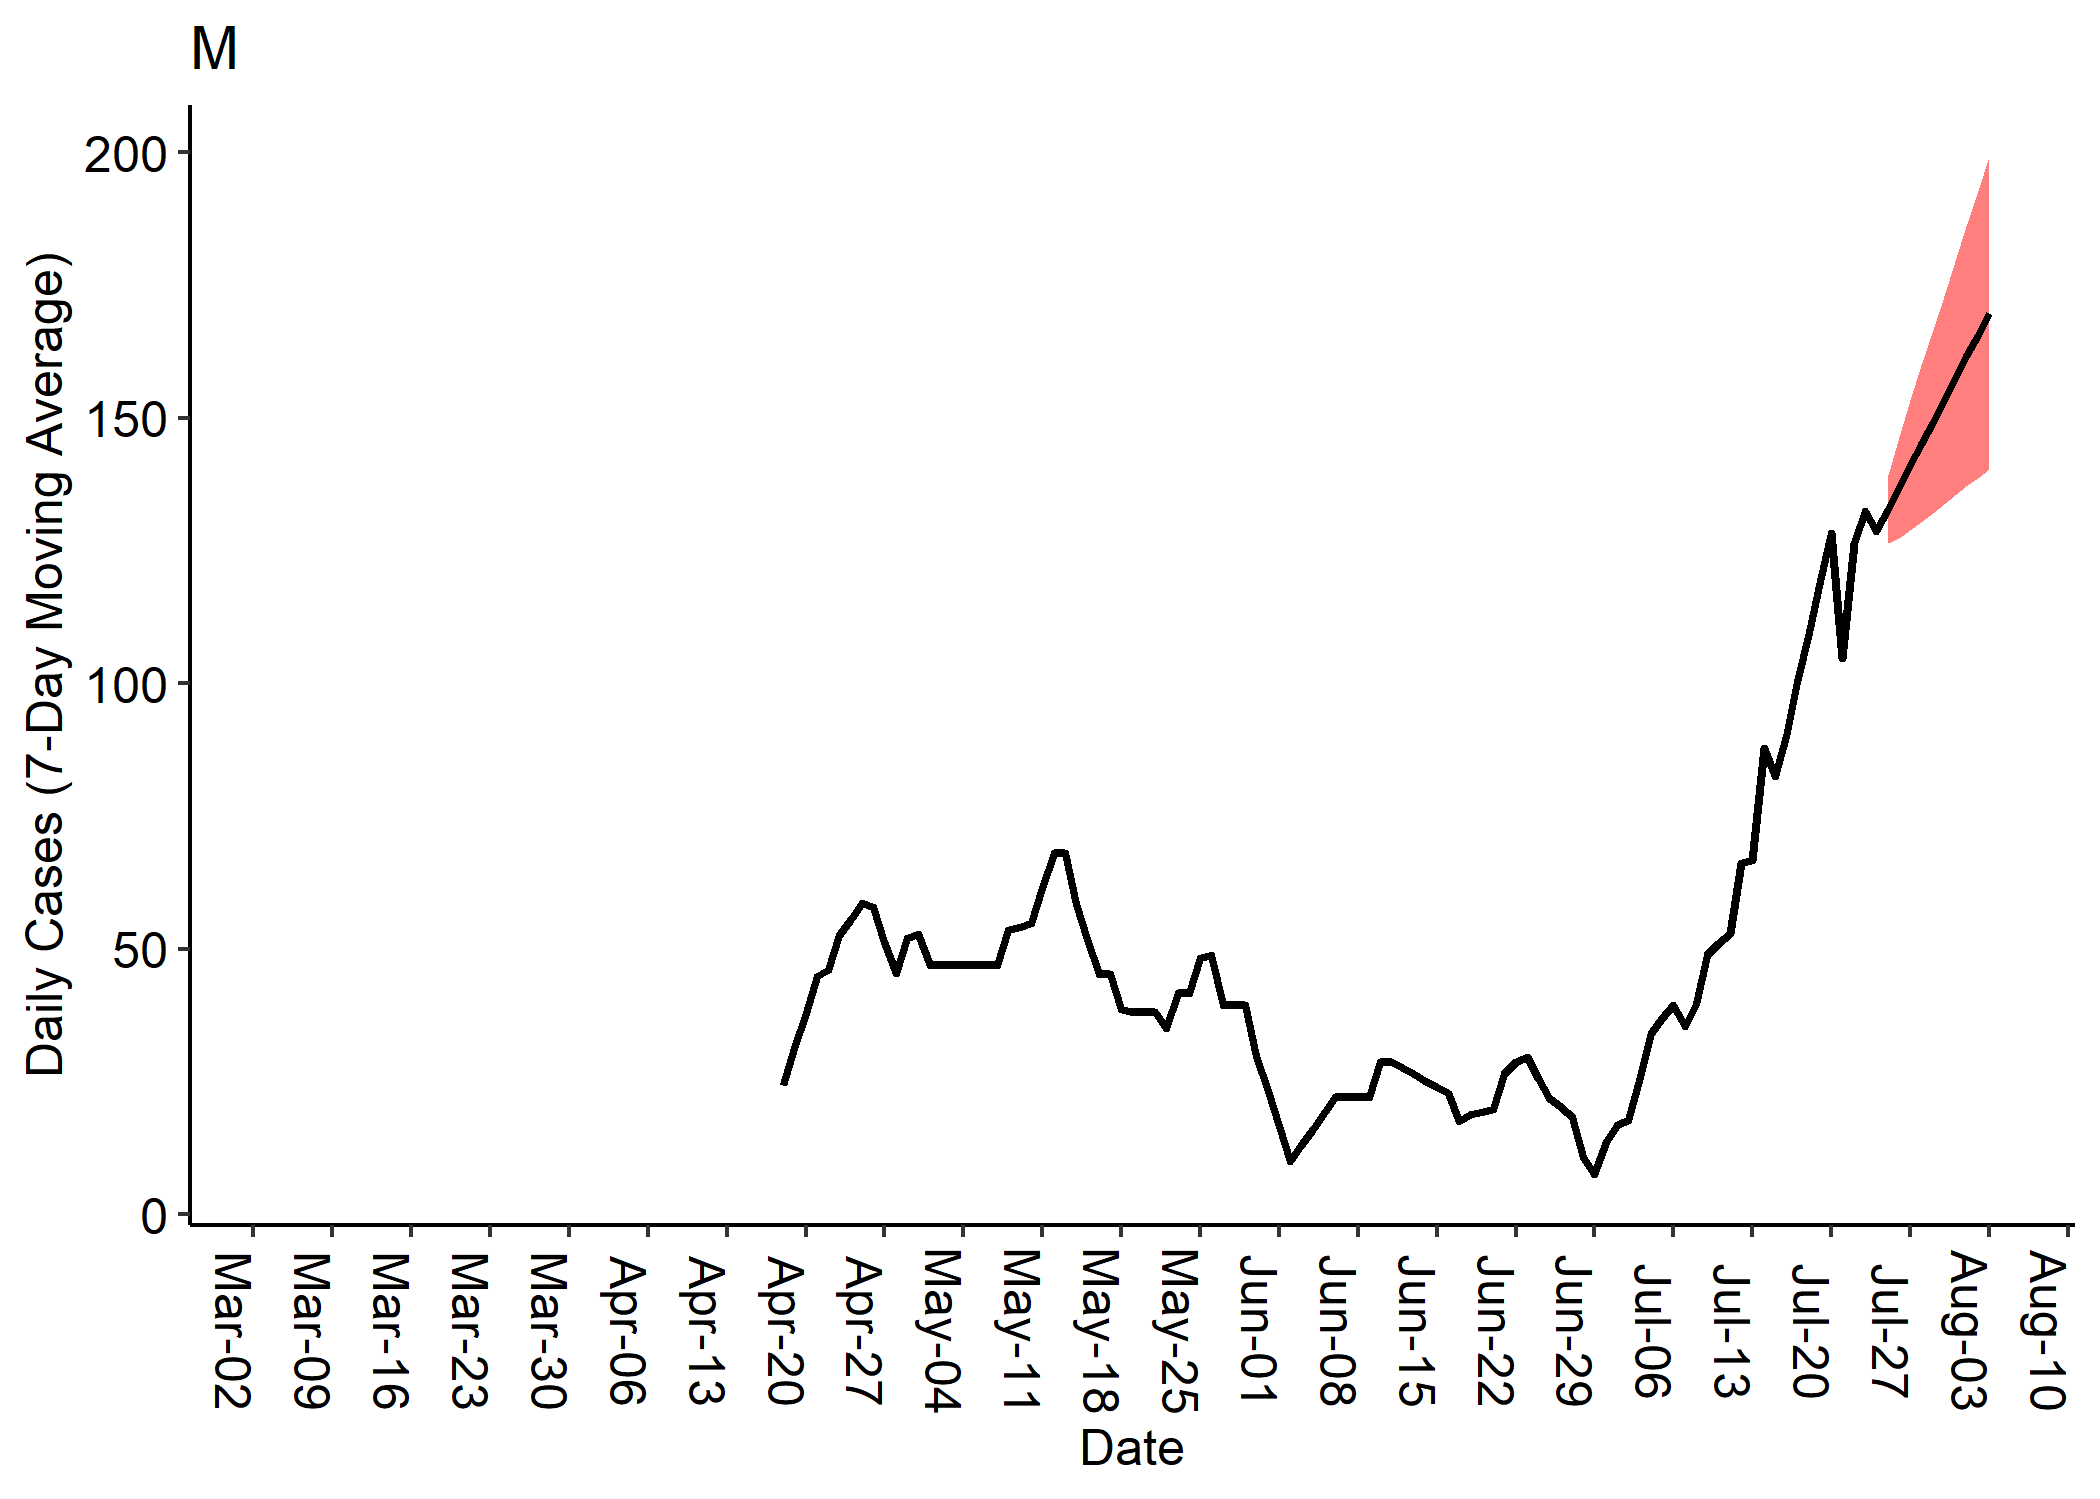 M
Daily Cases (7-Day Moving Average)
200
150
100
50
0
Mar-02
Mar-09
Mar-16
Mar-23
Mar-30
Apr-06
Apr-13
Apr-20
Apr-27
May-04
May-11
May-18
May-25
Jun-01
Jun-08
Jun-15
Jun-22
Jun-29
Jul-06
Jul-13
Jul-20
Jul-27
Aug-03
Aug-10
Date